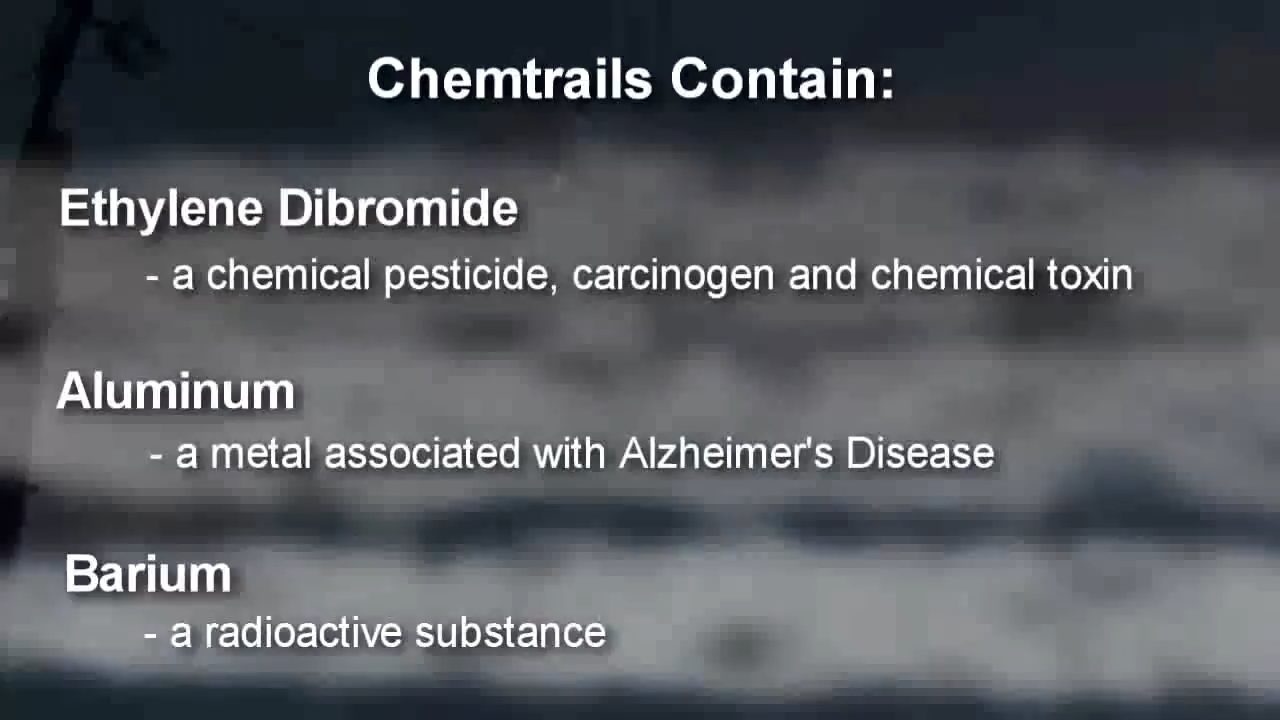 Chemtrails Contain:
Ethylene Dibromide
- a chemical pesticide, carcinogen and chemical toxin
Aluminum
- a metal associated with Alzheimer's Disease
Barium
- a radioactive substance